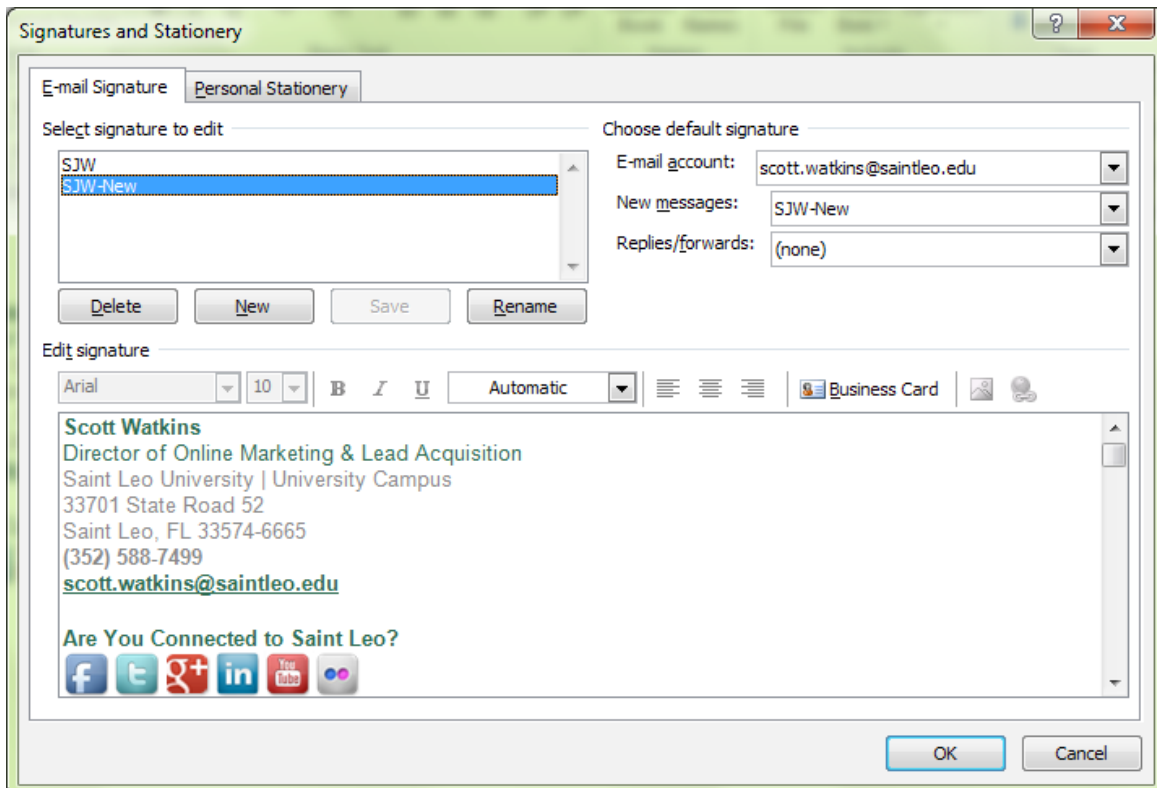 Signatures and Stationery
?
E-mail Signature
Personal Stationery
Select signature to edit
SJW
SJW-New
Delete
New
Save
Rename
Choose default signature
E-mail account:
scott.watkins@saintleo.edu
New messages:
SJW-New
Replies/forwards:
(none)
Edit signature
Arial
10
B I U
Automatic
Business Card
Scott Watkins
Director of Online Marketing & Lead Acquisition
Saint Leo University | University Campus
33701 State Road 52
Saint Leo, FL 33574-6665
(352) 588-7499
scott.watkins@saintleo.edu
Are You Connected to Saint Leo?
f t g+ in You Tube
OK
Cancel